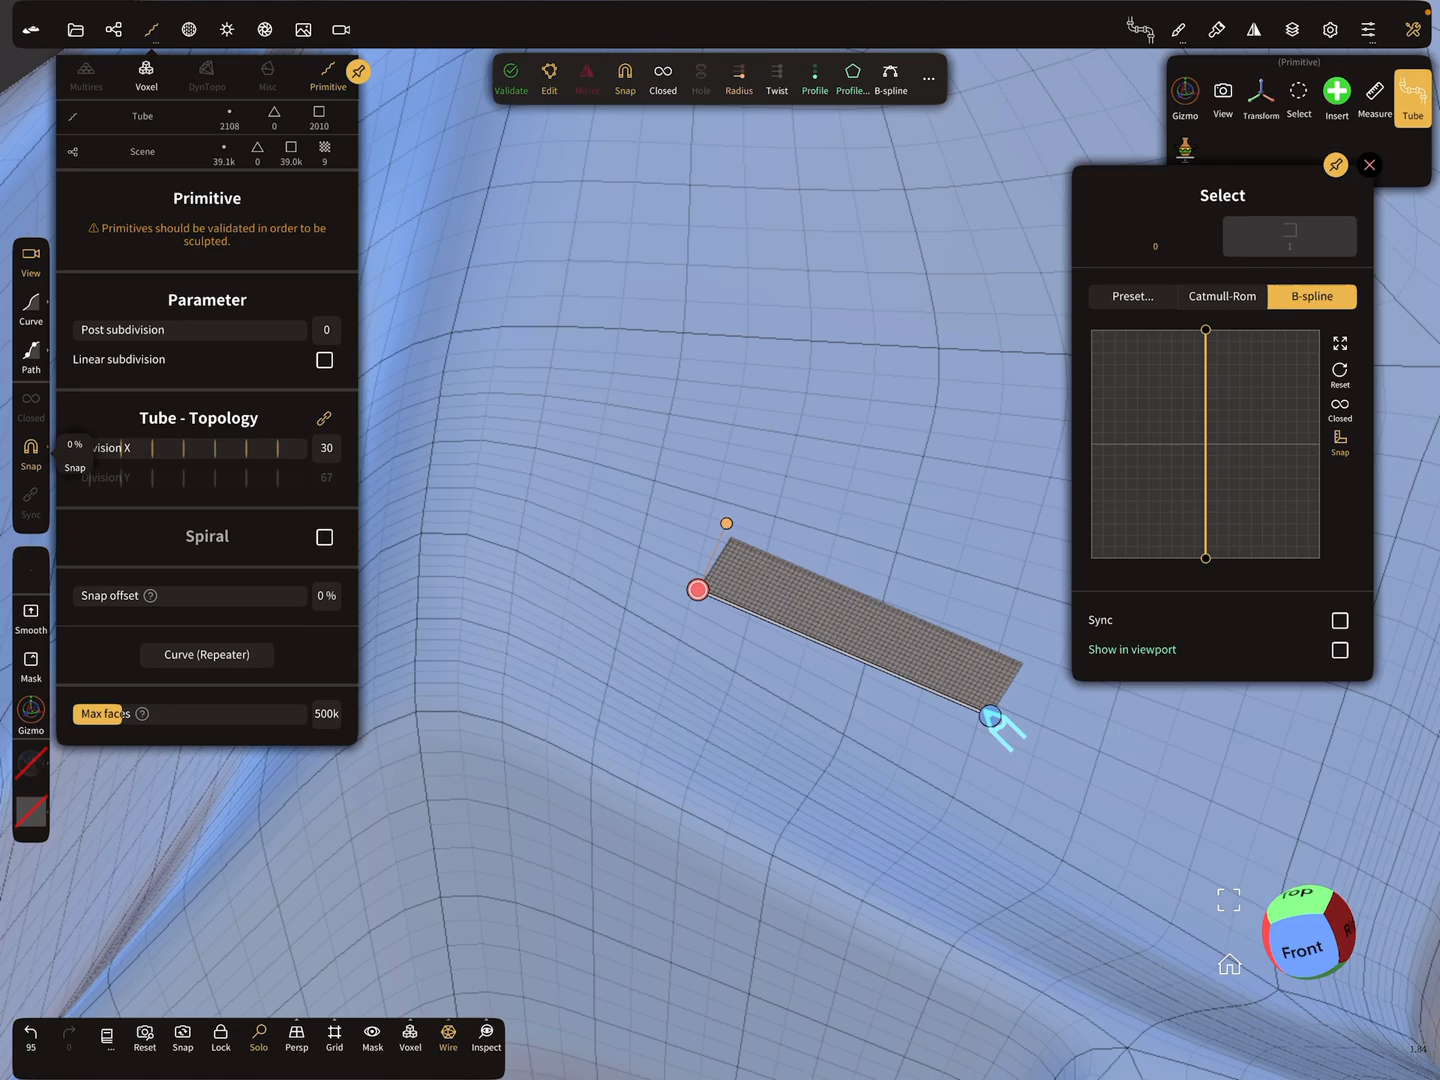 Multires
Voxel
DynTopo
Misc
Primitive
Tube
2108
0
2010
Scene
39.1k
0
39.0k
9
Primitive
⚠ Primitives should be validated in order to be
sculpted.
Parameter
Post subdivision
0
Linear subdivision
Tube - Topology
vision X
30
Division Y
67
Spiral
Snap offset ?
0 %
Curve (Repeater)
Max faces ?
500k
View
Curve
Path
Closed
Snap
Sync
0 %
Snap
Smooth
Mask
Gizmo
Validate
Edit
Mirror
Snap
Closed
Hole
Radius
Twist
Profile
Profile...
B-spline
...
(Primitive)
Gizmo
View
Transform
Select
Insert
Measure
Tube
Select
0
1
Preset...
Catmull-Rom
B-spline
Reset
Closed
Snap
Sync
Show in viewport
Top
Front
Ri
95
0
...
Reset
Snap
Lock
Solo
Persp
Grid
Mask
Voxel
Wire
Inspect
1.84